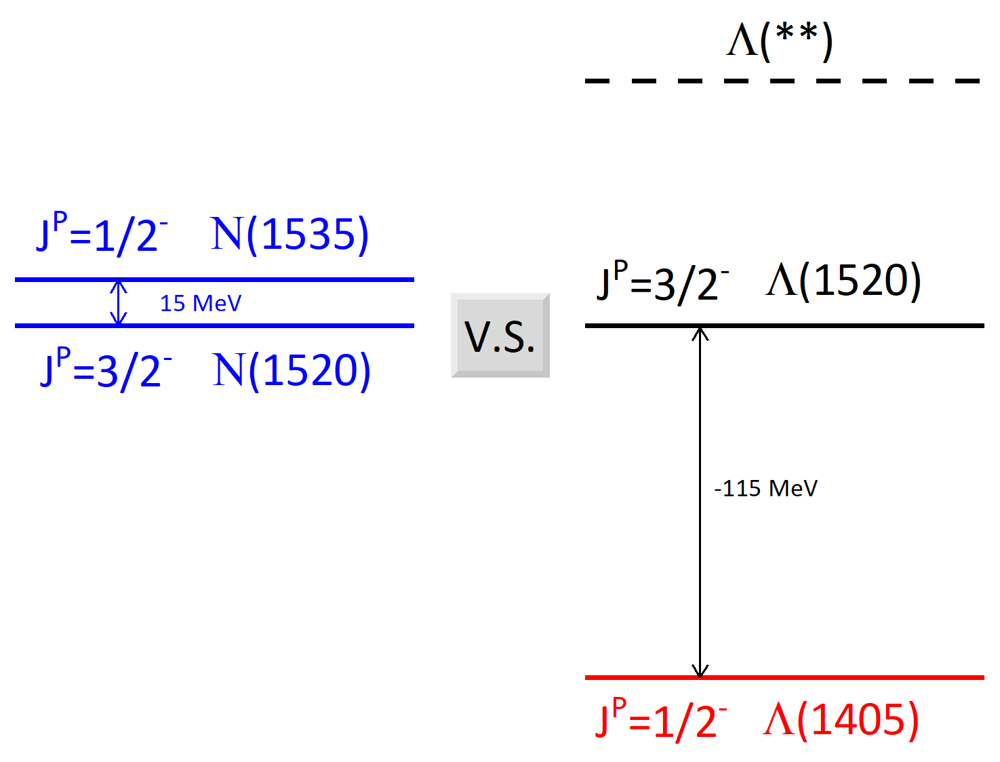 Λ(**)
J^P=1/2^- N(1535)
15 MeV
J^P=3/2^- N(1520)
V.S.
J^P=3/2^- Λ(1520)
-115 MeV
J^P=1/2^- Λ(1405)